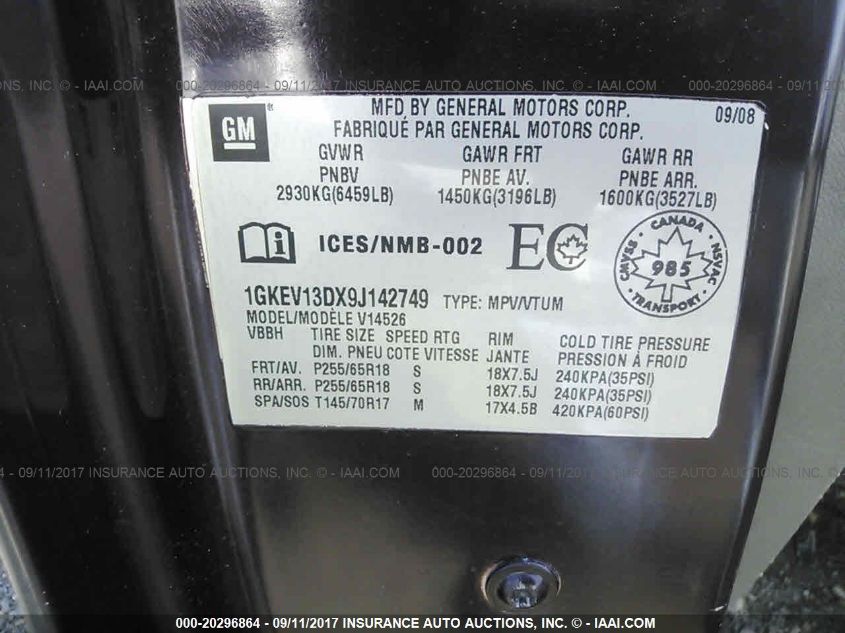 000-20296864 - 09/11/2017 INSURANCE AUTO AUCTIONS, INC. - IAAI.COM
GM
MFD BY GENERAL MOTORS CORP.
FABRIQUÉ PAR GENERAL MOTORS CORP.
09/08
GVWR GAWR FRT GAWR RR
PNBV PNBE AV. PNBE ARR.
2930KG(6459LB) 1450KG(3196LB) 1600KG(3527LB)
ICES/NMB-002 EC
CANADA
CMVSS 985 NSVAC
TRANSPORT
1GKEV13DX9J142749 TYPE: MPV/VTUM
MODEL/MODÈLE V14526
VBBH TIRE SIZE SPEED RTG RIM COLD TIRE PRESSURE
DIM. PNEU COTE VITESSE JANTE PRESSION À FROID
FRT/AV. P255/65R18 S 18X7.5J 240KPA(35PSI)
RR/ARR. P255/65R18 S 18X7.5J 240KPA(35PSI)
SPA/SOS T145/70R17 M 17X4.5B 420KPA(60PSI)
000-20296864 - 09/11/2017 INSURANCE AUTO AUCTIONS, INC. - IAAI.COM
000-20296864 - 09/11/2017 INSURANCE AUTO AUCTIONS, INC. - IAAI.COM